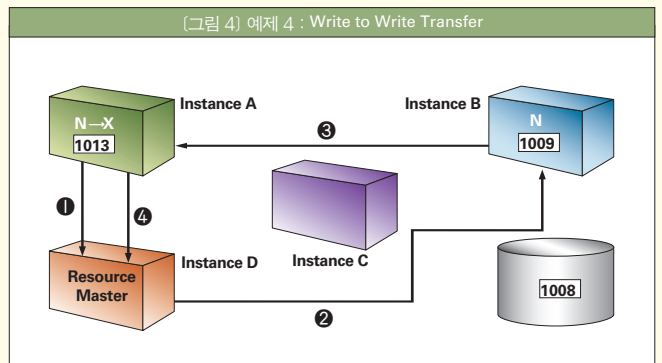 [그림 4] 예제 4 : Write to Write Transfer
Instance A
N→X
1013
Instance B
N
1009
❸
❶
❹
Instance C
Instance D
Resource
Master
❷
1008